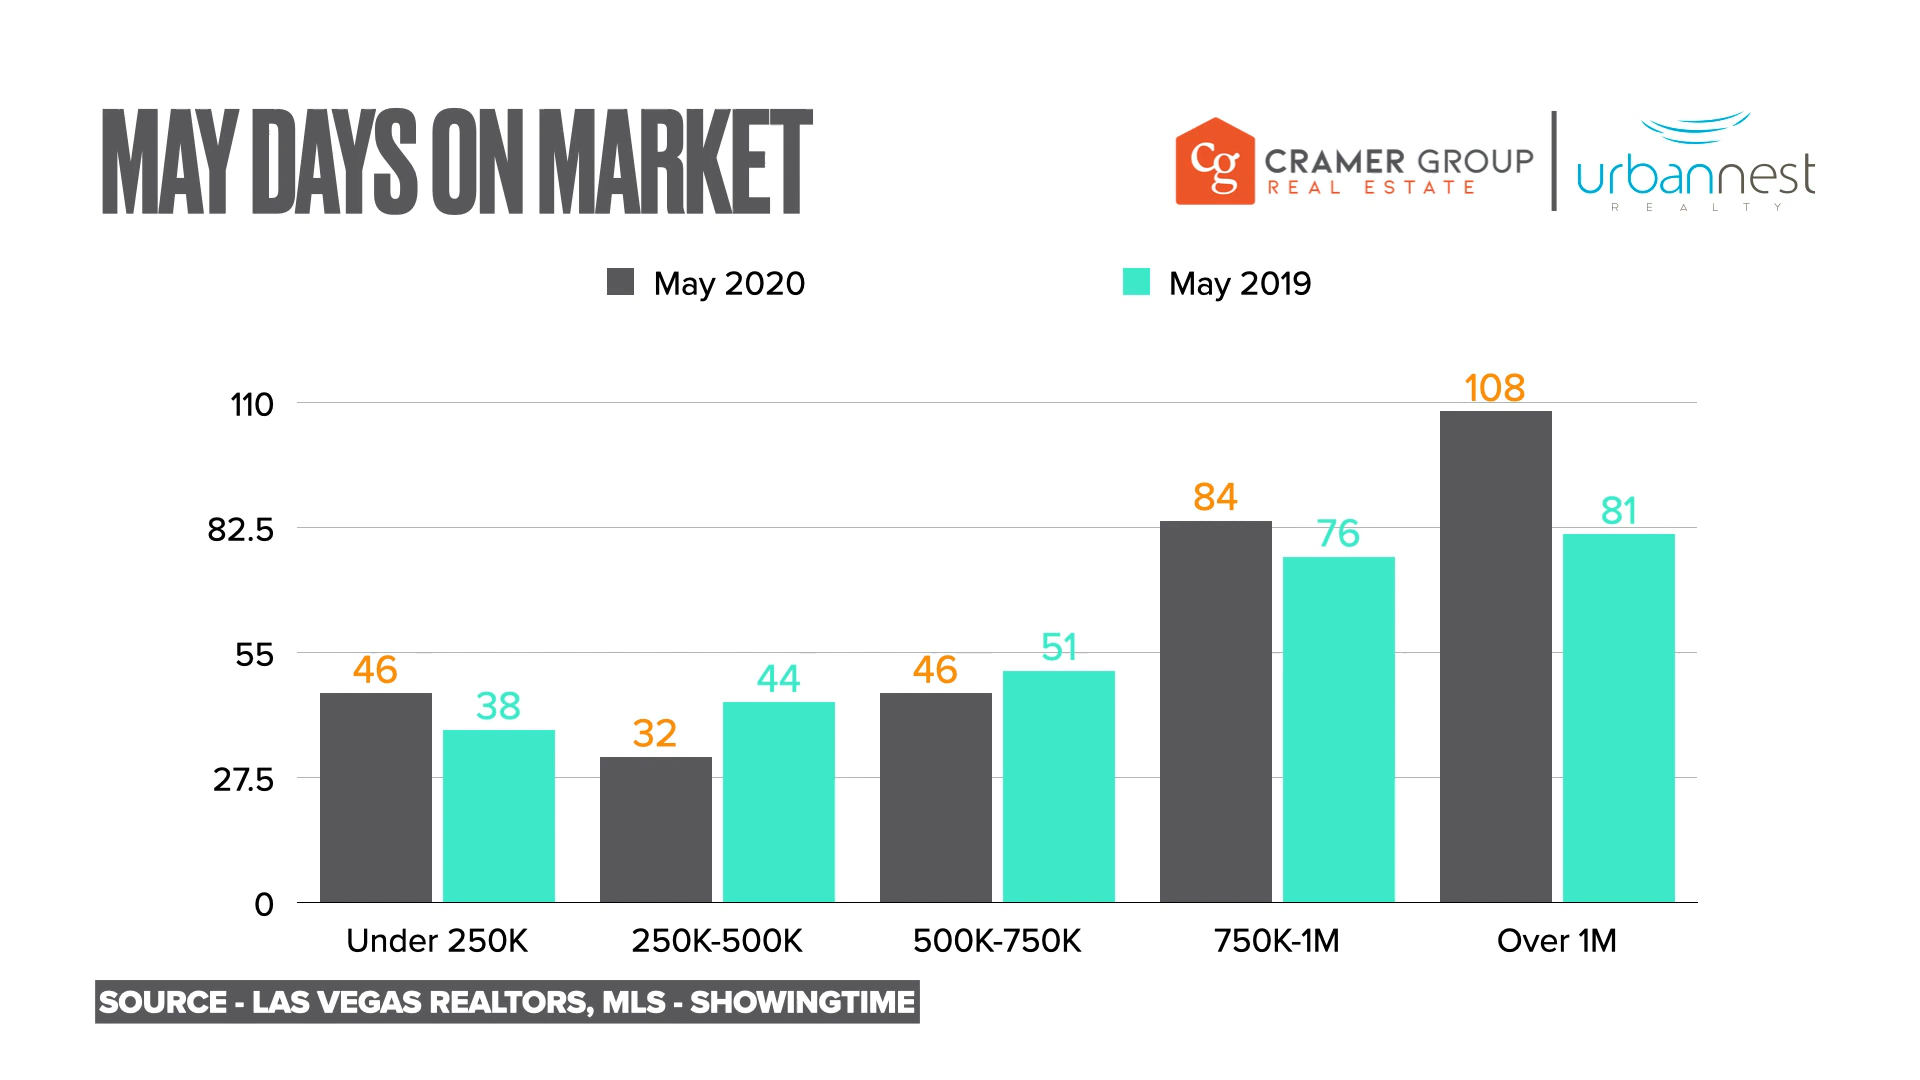 MAY DAYS ON MARKET
Cg
CRAMER GROUP
REAL ESTATE
urbannest
REALTY
May 2020
May 2019
110
82.5
55
27.5
0
46
38
32
44
46
51
84
76
108
81
Under 250K
250K-500K
500K-750K
750K-1M
Over 1M
SOURCE - LAS VEGAS REALTORS, MLS - SHOWINGTIME